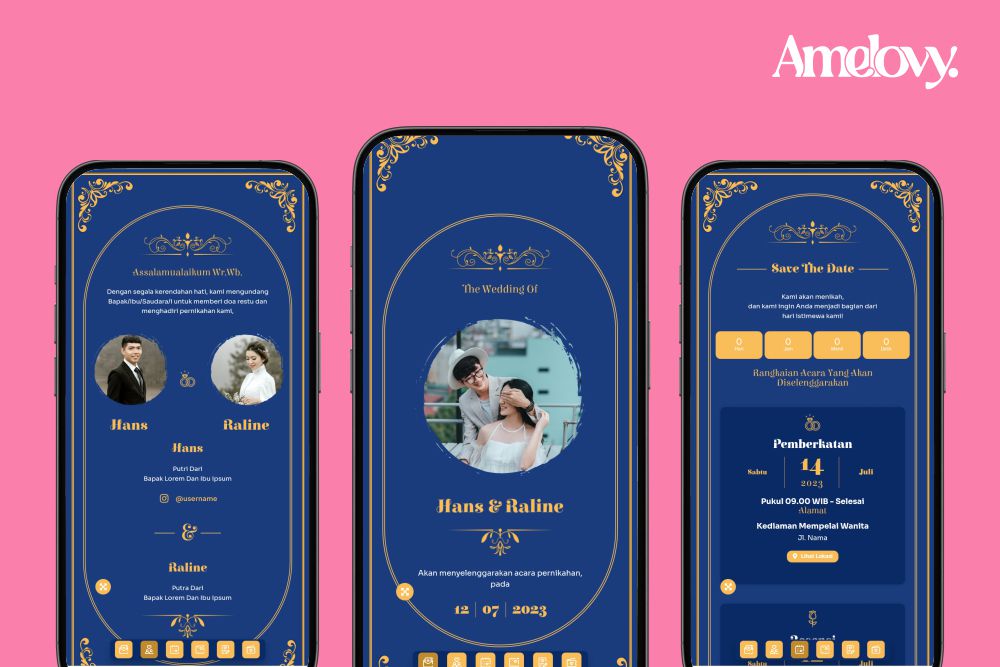 Amelovy.
Assalamualaikum Wr.Wb.
Dengan segala kerendahan hati, kami mengundang
Bapak/Ibu/Saudara/i untuk memberi doa restu dan
menghadiri pernikahan kami,
Hans
Raline
Hans
Putri Dari
Bapak Lorem Dan Ibu Ipsum
@username
&
Raline
Putra Dari
Bapak Lorem Dan Ibu Ipsum
The Wedding Of
Hans & Raline
Akan menyelenggarakan acara pernikahan,
pada
12 | 07 | 2023
Save The Date
Kami akan menikah,
dan kami ingin Anda menjadi bagian dari
hari istimewa kami!
0 0 0 0
Hari Jam Menit Detik
Rangkaian Acara Yang Akan
Diselenggarakan
Pemberkatan
Sabtu
14
2023
Juli
Pukul 09.00 WIB - Selesai
Alamat
Kediaman Mempelai Wanita
Jl. Nama
Lihat Lokasi
Resepsi
Sabtu
Juli